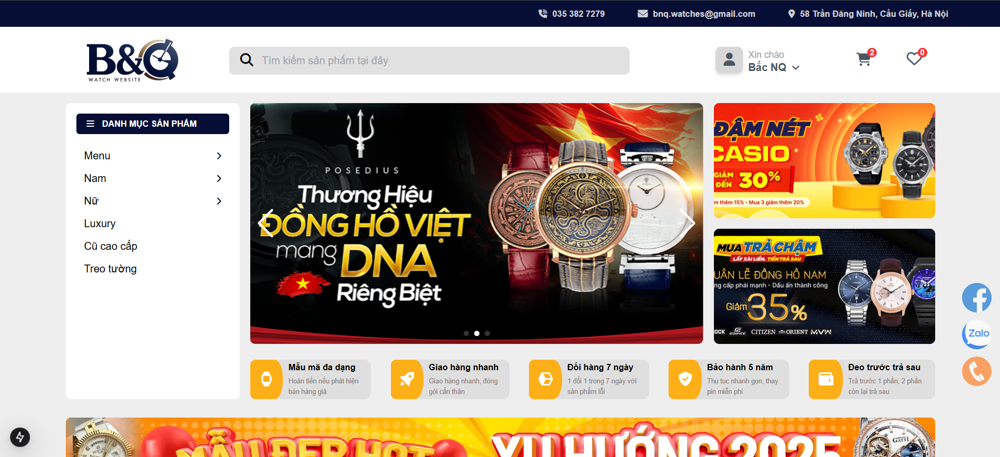 035 382 7279
bnq.watches@gmail.com
58 Trần Đăng Ninh, Cầu Giấy, Hà Nội
B&Q
WATCH WEBSITE
Tìm kiếm sản phẩm tại đây
Xin chào
Bắc NQ
2
0
DANH MỤC SẢN PHẨM
Menu
Nam
Nữ
Luxury
Cũ cao cấp
Treo tường
POSEDIUS
Thương Hiệu
ĐỒNG HỒ VIỆT
mang DNA
Riêng Biệt
ĐẬM NÉT
CASIO
GIẢM
ĐẾN 30%
thêm 15% - Mua 3 giảm thêm 20%
MUA TRẢ CHẬM
LẤY XÀI LIỀN. TIỀN TRẢ SAU
UẦN LỄ ĐỒNG HỒ NAM
ng cấp phái mạnh - Dấu ấn thành công
Giảm 35%
OCK EDIFICE CITIZEN ORIENT MVW
Zalo
Mẫu mã đa dạng
Hoàn tiền nếu phát hiện
bán hàng giả
Giao hàng nhanh
Giao hàng nhanh, đóng
gói cẩn thận
Đổi hàng 7 ngày
1 đổi 1 trong 7 ngày với
sản phẩm lỗi
Bảo hành 5 năm
Thụ tục nhanh gọn, thay
pin miễn phí
Đeo trước trả sau
Trả trước 1 phần, 2 phần
còn lại trả sau
MẪU ĐẸP HOT
XU HƯỚNG 2025
GATTI